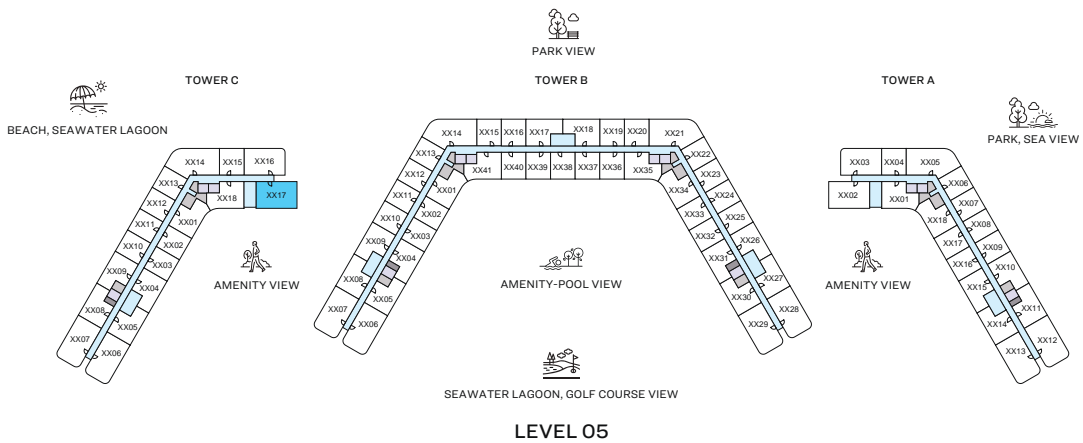 PARK VIEW
TOWER C
TOWER B
TOWER A
BEACH, SEAWATER LAGOON
PARK, SEA VIEW
XX14
XX15
XX16
XX13
XX17
XX12
XX18
XX01
XX11
XX02
XX10
XX03
XX09
XX04
XX08
XX05
XX07
XX06
AMENITY VIEW
XX14
XX15
XX16
XX17
XX18
XX19
XX20
XX21
XX13
XX41
XX40
XX39
XX38
XX37
XX36
XX35
XX22
XX12
XX01
XX34
XX23
XX11
XX02
XX33
XX24
XX10
XX03
XX32
XX25
XX09
XX04
XX31
XX26
XX08
XX05
XX30
XX27
XX07
XX06
XX29
XX28
AMENITY-POOL VIEW
SEAWATER LAGOON, GOLF COURSE VIEW
XX03
XX04
XX05
XX02
XX01
XX06
XX18
XX07
XX17
XX08
XX16
XX09
XX15
XX10
XX14
XX11
XX13
XX12
AMENITY VIEW
LEVEL 05